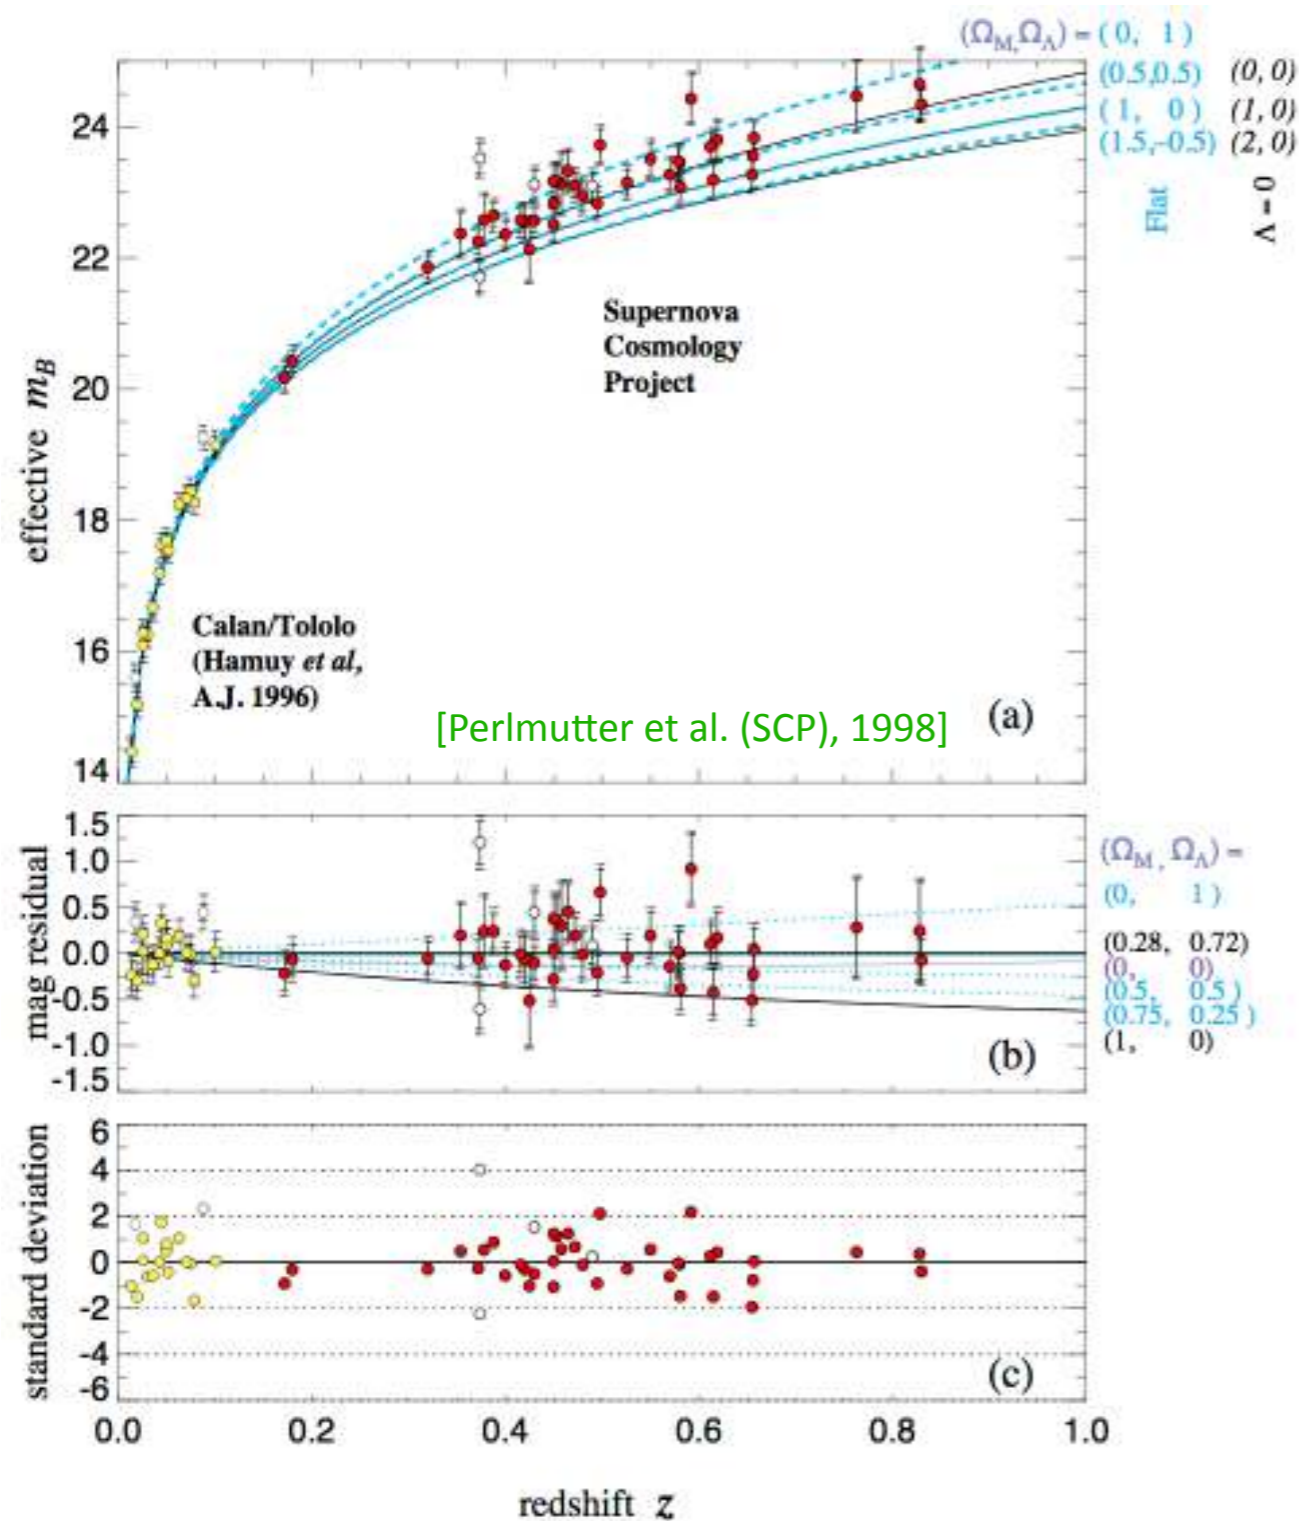 (Ω_M,Ω_Λ) = ( 0, 1 )
(0.5,0.5) (0, 0)
( 1, 0 ) (1, 0)
(1.5,–0.5) (2, 0)
Flat
Λ = 0
24
22
20
18
16
14
effective m_B
Supernova
Cosmology
Project
Calan/Tololo
(Hamuy et al,
A.J. 1996)
[Perlmutter et al. (SCP), 1998]
(a)
1.5
1.0
0.5
0.0
-0.5
-1.0
-1.5
mag residual
(b)
(Ω_M , Ω_Λ) =
(0, 1 )
(0.28, 0.72)
(0, 0)
(0.5, 0.5 )
(0.75, 0.25 )
(1, 0)
6
4
2
0
-2
-4
-6
standard deviation
(c)
0.0 0.2 0.4 0.6 0.8 1.0
redshift z